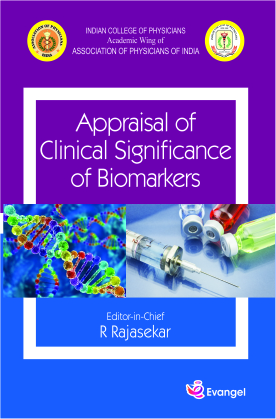 INDIAN COLLEGE OF PHYSICIANS
Academic Wing of
ASSOCIATION OF PHYSICIANS OF INDIA
Appraisal of
Clinical Significance
of Biomarkers
Editor-in-Chief
R Rajasekar
Evangel